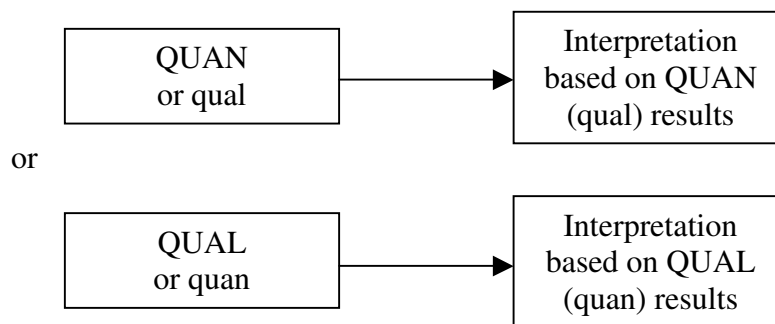 QUAN
or qual
Interpretation
based on QUAN
(qual) results
or
QUAL
or quan
Interpretation
based on QUAL
(quan) results